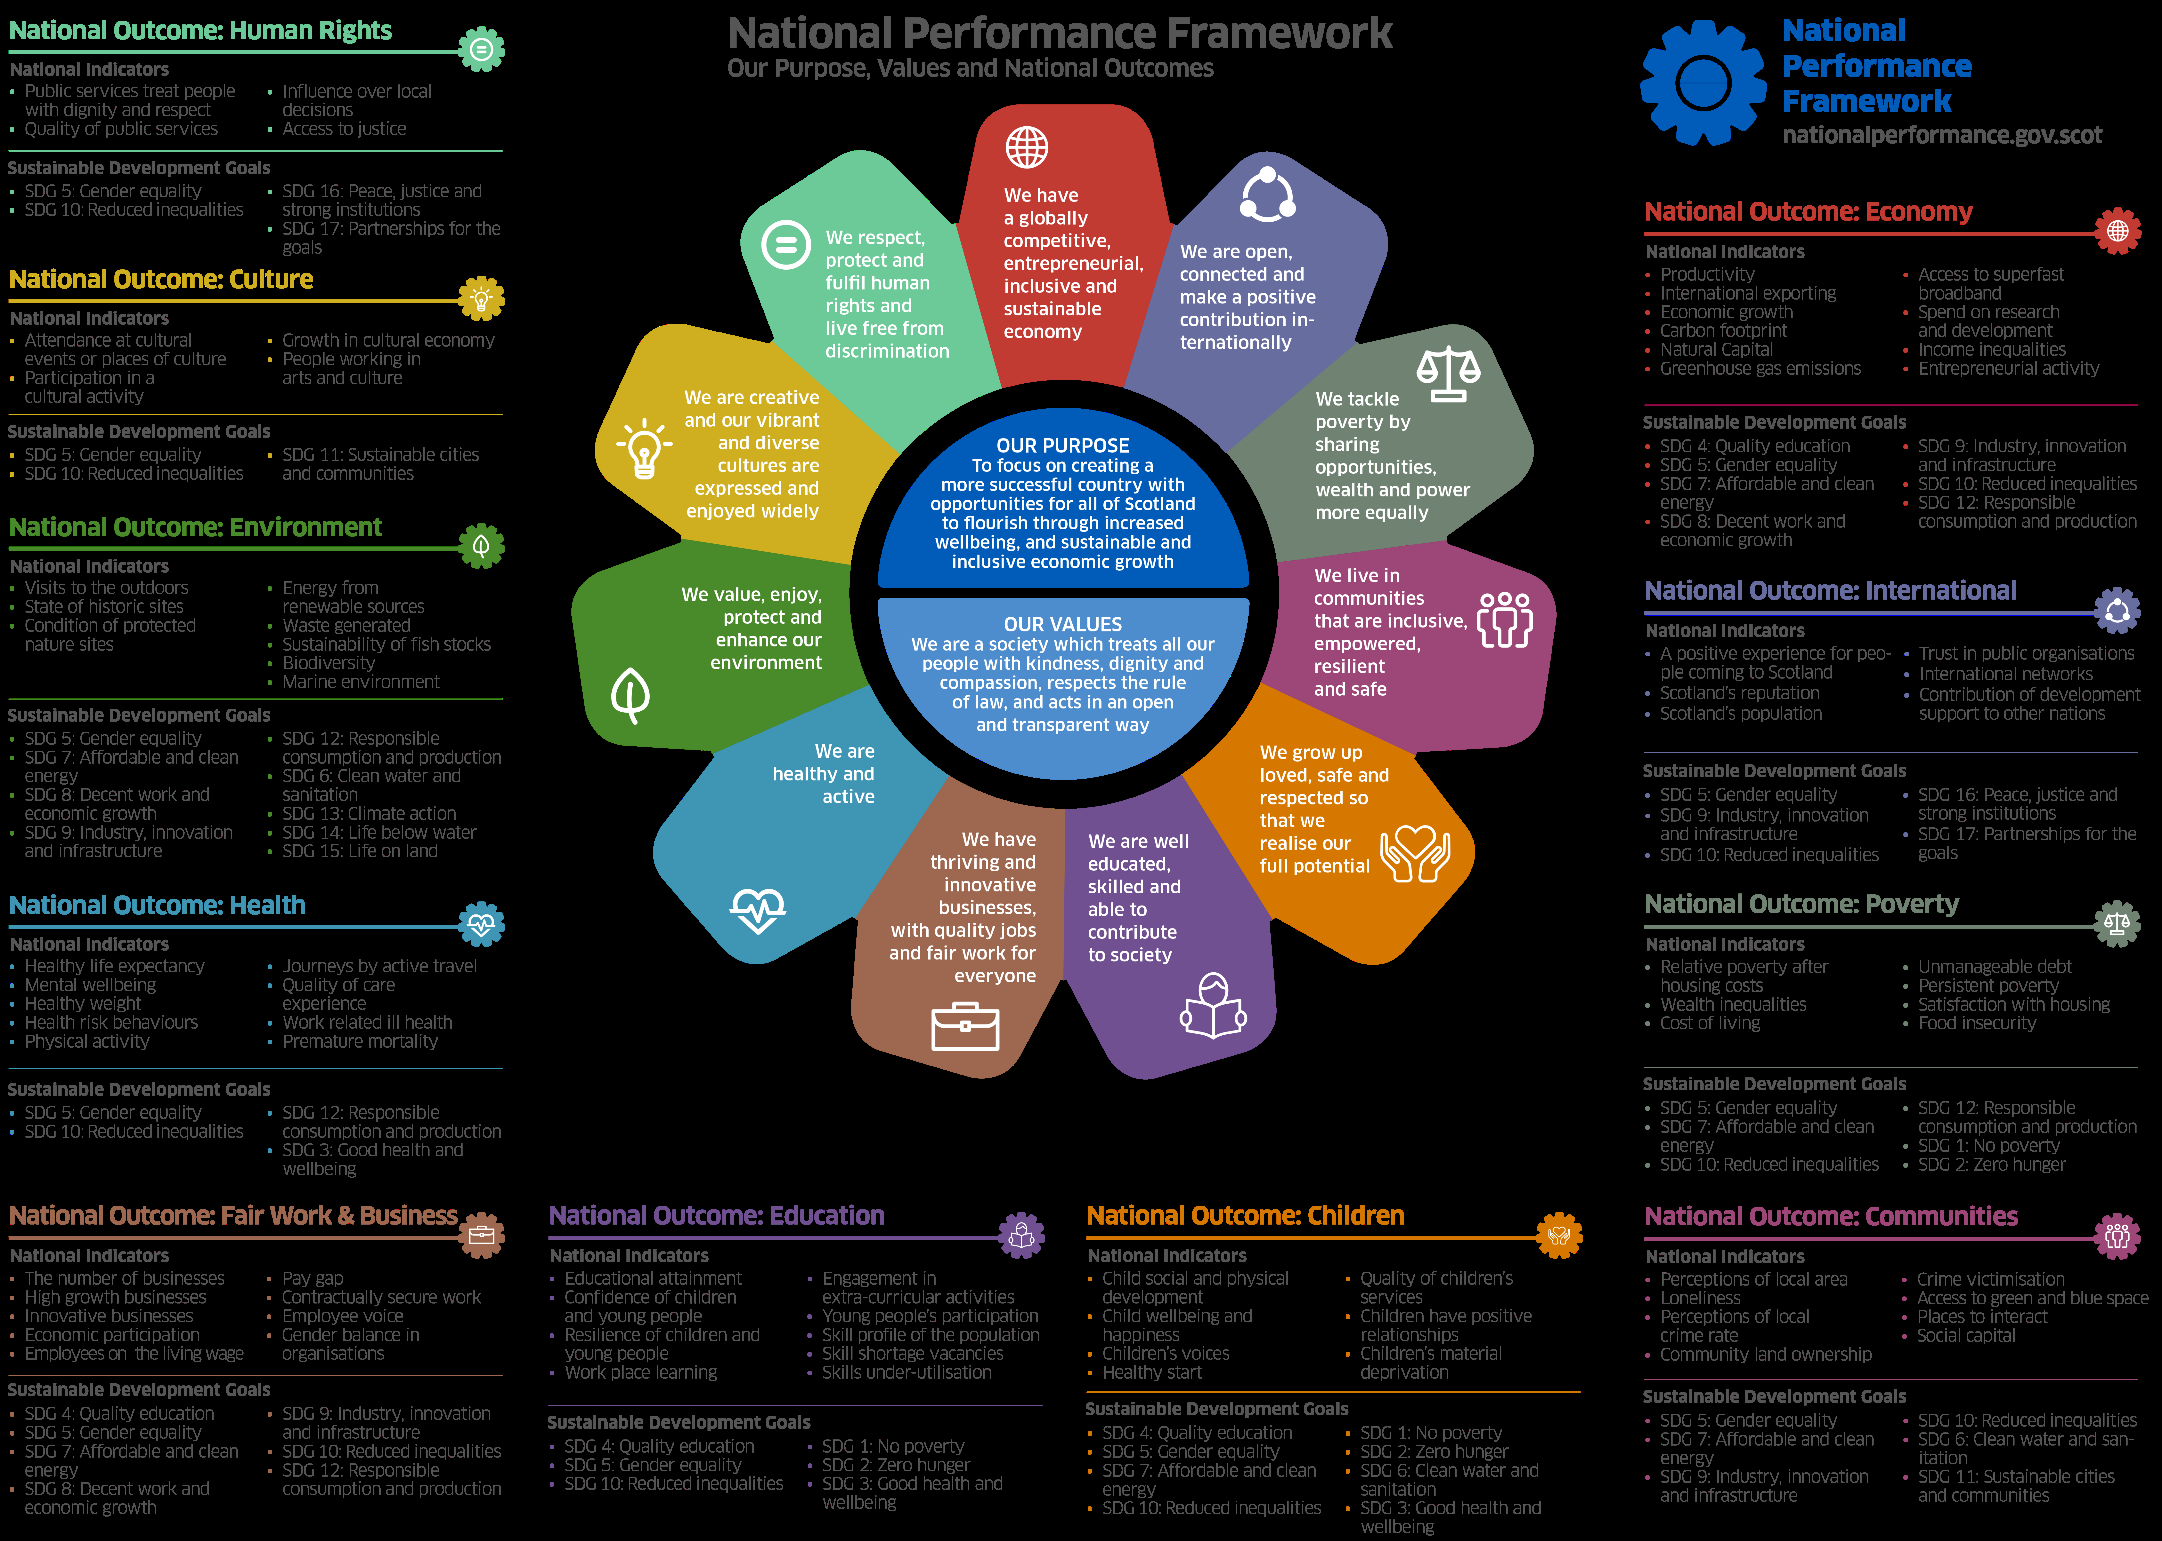 National Performance Framework
Our Purpose, Values and National Outcomes
National
Performance
Framework
nationalperformance.gov.scot
National Outcome: Human Rights
National Indicators
Public services treat people
with dignity and respect
Quality of public services
Influence over local
decisions
Access to justice
Sustainable Development Goals
SDG 5: Gender equality
SDG 10: Reduced inequalities
SDG 16: Peace, justice and
strong institutions
SDG 17: Partnerships for the
goals
National Outcome: Culture
National Indicators
Attendance at cultural
events or places of culture
Participation in a
cultural activity
Growth in cultural economy
People working in
arts and culture
Sustainable Development Goals
SDG 5: Gender equality
SDG 10: Reduced inequalities
SDG 11: Sustainable cities
and communities
National Outcome: Environment
National Indicators
Visits to the outdoors
State of historic sites
Condition of protected
nature sites
Energy from
renewable sources
Waste generated
Sustainability of fish stocks
Biodiversity
Marine environment
Sustainable Development Goals
SDG 5: Gender equality
SDG 7: Affordable and clean
energy
SDG 8: Decent work and
economic growth
SDG 9: Industry, innovation
and infrastructure
SDG 12: Responsible
consumption and production
SDG 6: Clean water and
sanitation
SDG 13: Climate action
SDG 14: Life below water
SDG 15: Life on land
National Outcome: Health
National Indicators
Healthy life expectancy
Mental wellbeing
Healthy weight
Health risk behaviours
Physical activity
Journeys by active travel
Quality of care
experience
Work related ill health
Premature mortality
Sustainable Development Goals
SDG 5: Gender equality
SDG 10: Reduced inequalities
SDG 12: Responsible
consumption and production
SDG 3: Good health and
wellbeing
National Outcome: Fair Work & Business
National Indicators
The number of businesses
High growth businesses
Innovative businesses
Economic participation
Employees on the living wage
Pay gap
Contractually secure work
Employee voice
Gender balance in
organisations
Sustainable Development Goals
SDG 4: Quality education
SDG 5: Gender equality
SDG 7: Affordable and clean
energy
SDG 8: Decent work and
economic growth
SDG 9: Industry, innovation
and infrastructure
SDG 10: Reduced inequalities
SDG 12: Responsible
consumption and production
We have
a globally
competitive,
entrepreneurial,
inclusive and
sustainable
economy
We are open,
connected and
make a positive
contribution in-
ternationally
We tackle
poverty by
sharing
opportunities,
wealth and power
more equally
We live in
communities
that are inclusive,
empowered,
resilient
and safe
We grow up
loved, safe and
respected so
that we
realise our
full potential
We are well
educated,
skilled and
able to
contribute
to society
We have
thriving and
innovative
businesses,
with quality jobs
and fair work for
everyone
We are
healthy and
active
We value, enjoy,
protect and
enhance our
environment
We are creative
and our vibrant
and diverse
cultures are
expressed and
enjoyed widely
We respect,
protect and
fulfil human
rights and
live free from
discrimination
OUR PURPOSE
To focus on creating a
more successful country with
opportunities for all of Scotland
to flourish through increased
wellbeing, and sustainable and
inclusive economic growth
OUR VALUES
We are a society which treats all our
people with kindness, dignity and
compassion, respects the rule
of law, and acts in an open
and transparent way
National Outcome: Education
National Indicators
Educational attainment
Confidence of children
and young people
Resilience of children and
young people
Work place learning
Engagement in
extra-curricular activities
Young people's participation
Skill profile of the population
Skill shortage vacancies
Skills under-utilisation
Sustainable Development Goals
SDG 4: Quality education
SDG 5: Gender equality
SDG 10: Reduced inequalities
SDG 1: No poverty
SDG 2: Zero hunger
SDG 3: Good health and
wellbeing
National Outcome: Children
National Indicators
Child social and physical
development
Child wellbeing and
happiness
Children's voices
Healthy start
Quality of children's
services
Children have positive
relationships
Children's material
deprivation
Sustainable Development Goals
SDG 4: Quality education
SDG 5: Gender equality
SDG 7: Affordable and clean
energy
SDG 10: Reduced inequalities
SDG 1: No poverty
SDG 2: Zero hunger
SDG 6: Clean water and
sanitation
SDG 3: Good health and
wellbeing
National Outcome: Economy
National Indicators
Productivity
International exporting
Economic growth
Carbon footprint
Natural Capital
Greenhouse gas emissions
Access to superfast
broadband
Spend on research
and development
Income inequalities
Entrepreneurial activity
Sustainable Development Goals
SDG 4: Quality education
SDG 5: Gender equality
SDG 7: Affordable and clean
energy
SDG 8: Decent work and
economic growth
SDG 9: Industry, innovation
and infrastructure
SDG 10: Reduced inequalities
SDG 12: Responsible
consumption and production
National Outcome: International
National Indicators
A positive experience for peo-
ple coming to Scotland
Scotland's reputation
Scotland's population
Trust in public organisations
International networks
Contribution of development
support to other nations
Sustainable Development Goals
SDG 5: Gender equality
SDG 9: Industry, innovation
and infrastructure
SDG 10: Reduced inequalities
SDG 16: Peace, justice and
strong institutions
SDG 17: Partnerships for the
goals
National Outcome: Poverty
National Indicators
Relative poverty after
housing costs
Wealth inequalities
Cost of living
Unmanageable debt
Persistent poverty
Satisfaction with housing
Food insecurity
Sustainable Development Goals
SDG 5: Gender equality
SDG 7: Affordable and clean
energy
SDG 10: Reduced inequalities
SDG 12: Responsible
consumption and production
SDG 1: No poverty
SDG 2: Zero hunger
National Outcome: Communities
National Indicators
Perceptions of local area
Loneliness
Perceptions of local
crime rate
Community land ownership
Crime victimisation
Access to green and blue space
Places to interact
Social capital
Sustainable Development Goals
SDG 5: Gender equality
SDG 7: Affordable and clean
energy
SDG 9: Industry, innovation
and infrastructure
SDG 10: Reduced inequalities
SDG 6: Clean water and san-
itation
SDG 11: Sustainable cities
and communities